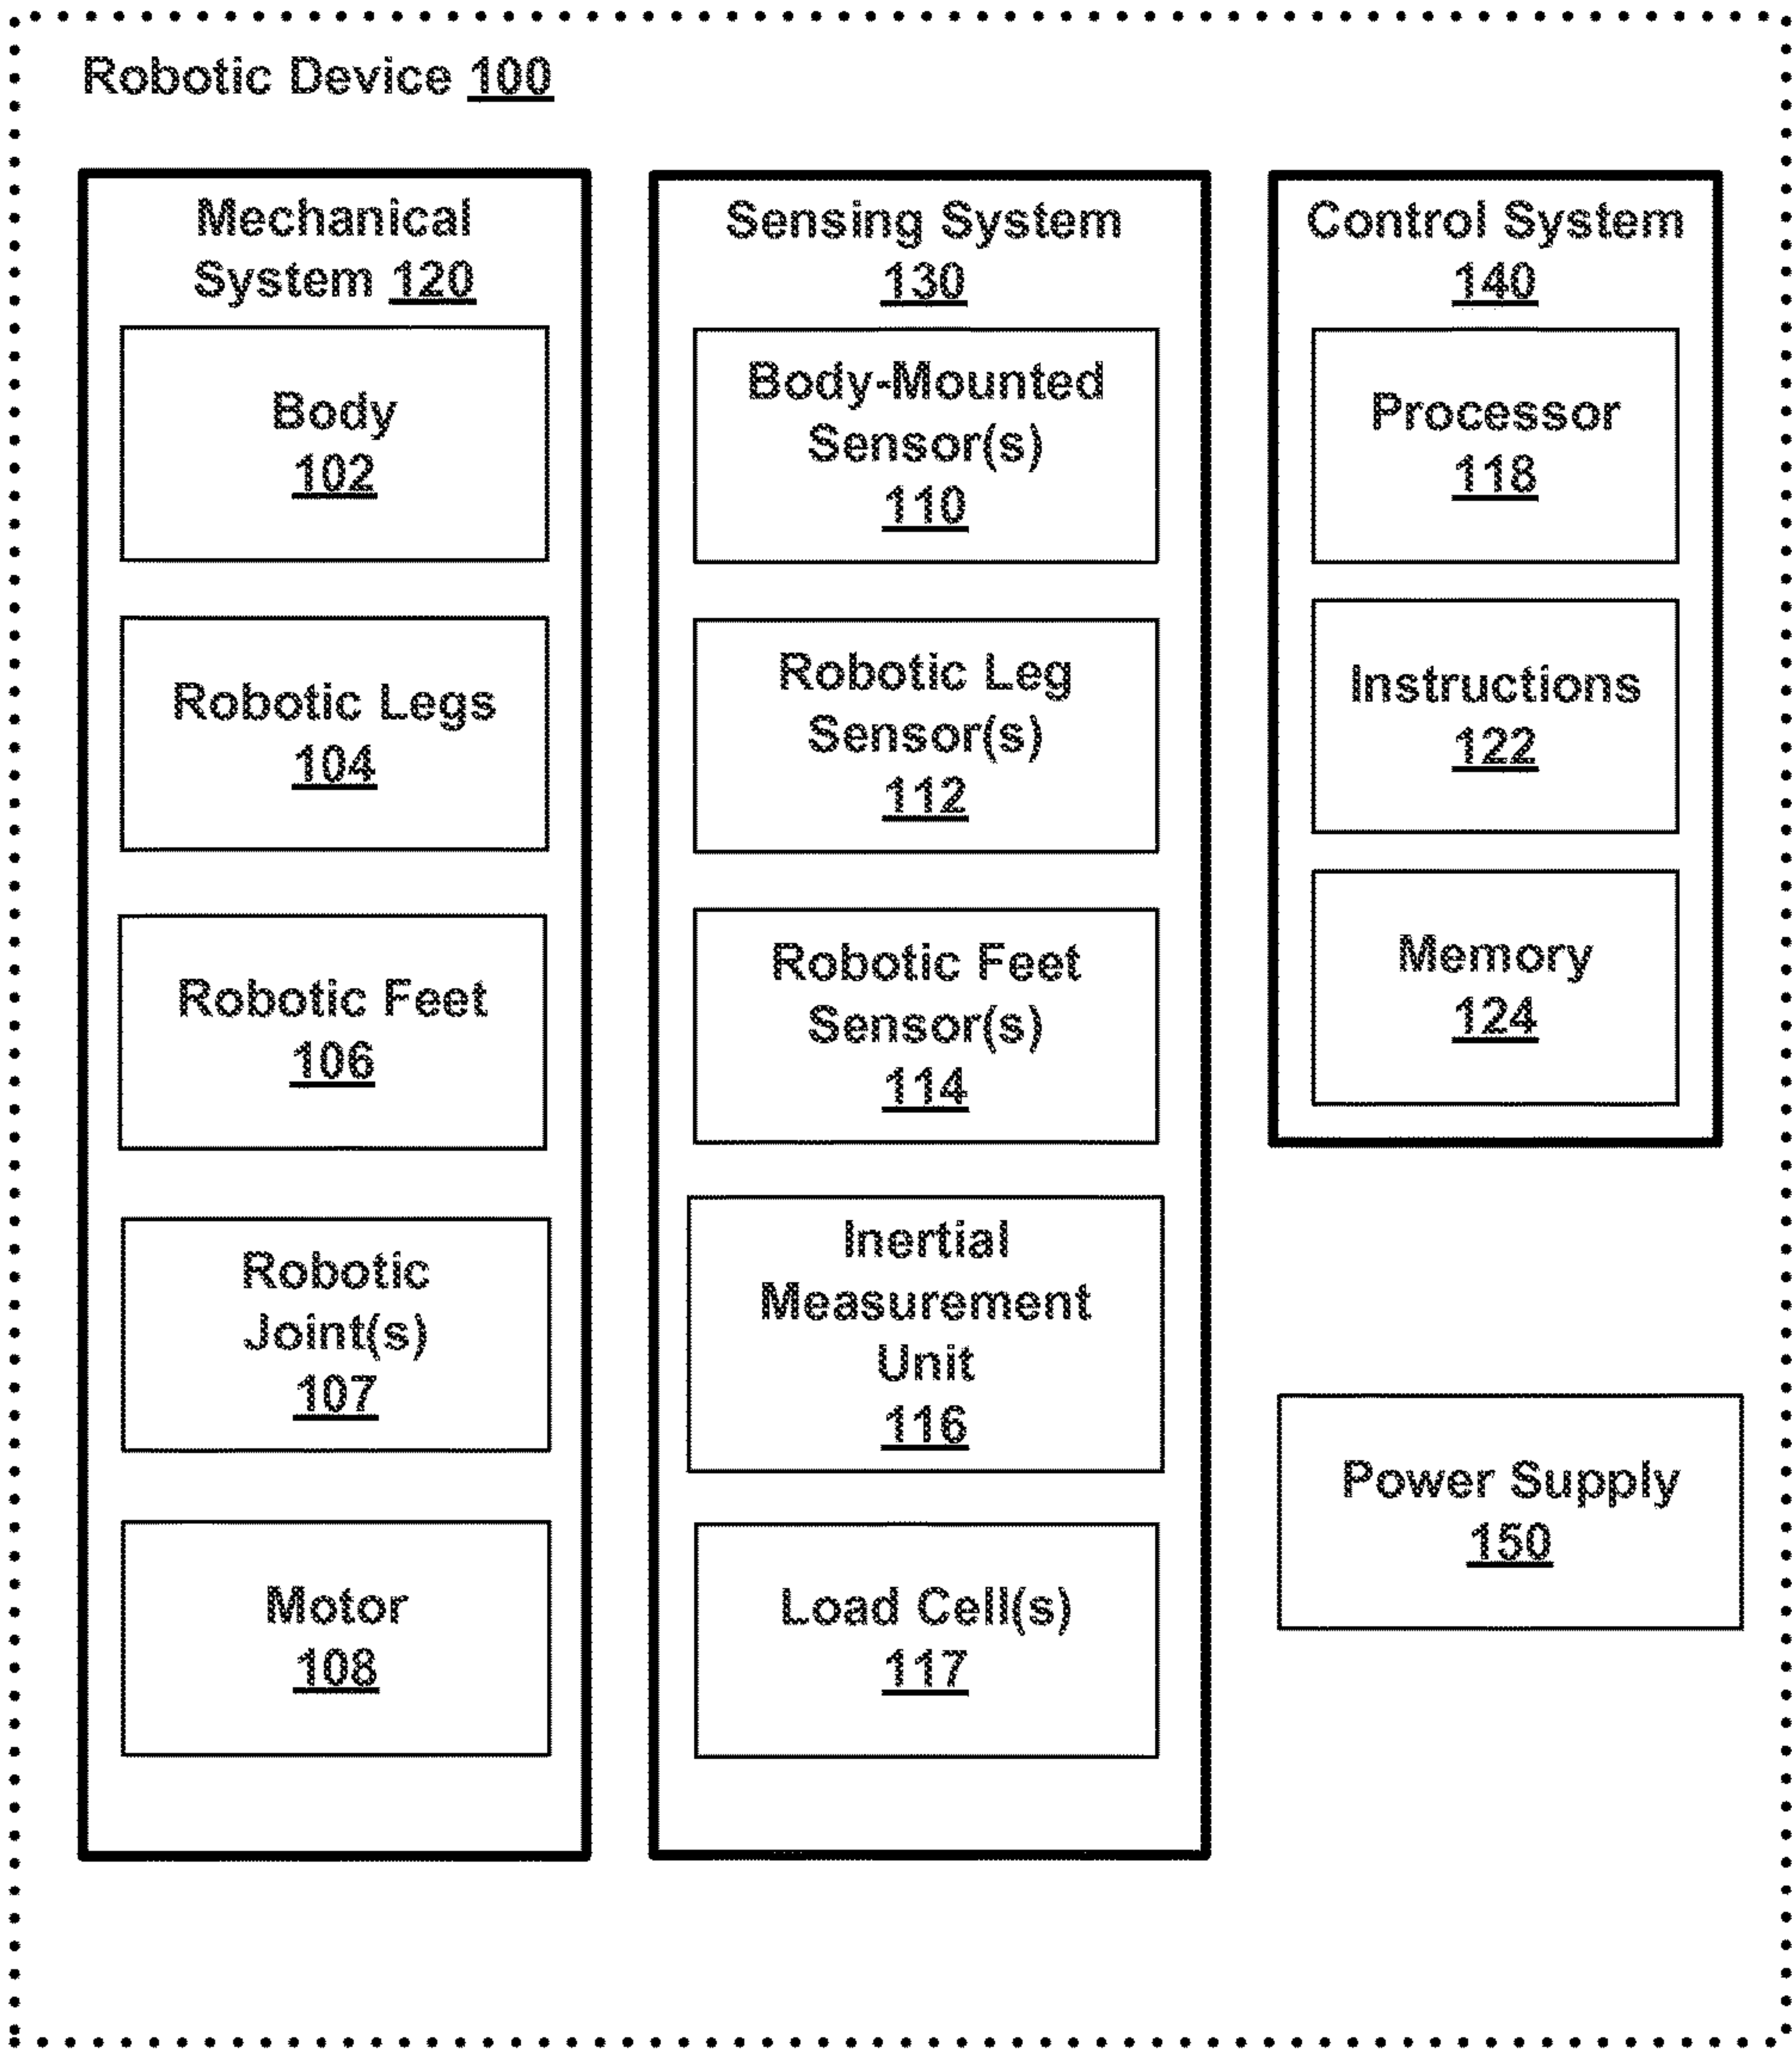 Robotic Device 100
Mechanical
System 120
Body
102
Robotic Legs
104
Robotic Feet
106
Robotic
Joint(s)
107
Motor
108
Sensing System
130
Body-Mounted
Sensor(s)
110
Robotic Leg
Sensor(s)
112
Robotic Feet
Sensor(s)
114
Inertial
Measurement
Unit
116
Load Cell(s)
117
Control System
140
Processor
118
Instructions
122
Memory
124
Power Supply
150